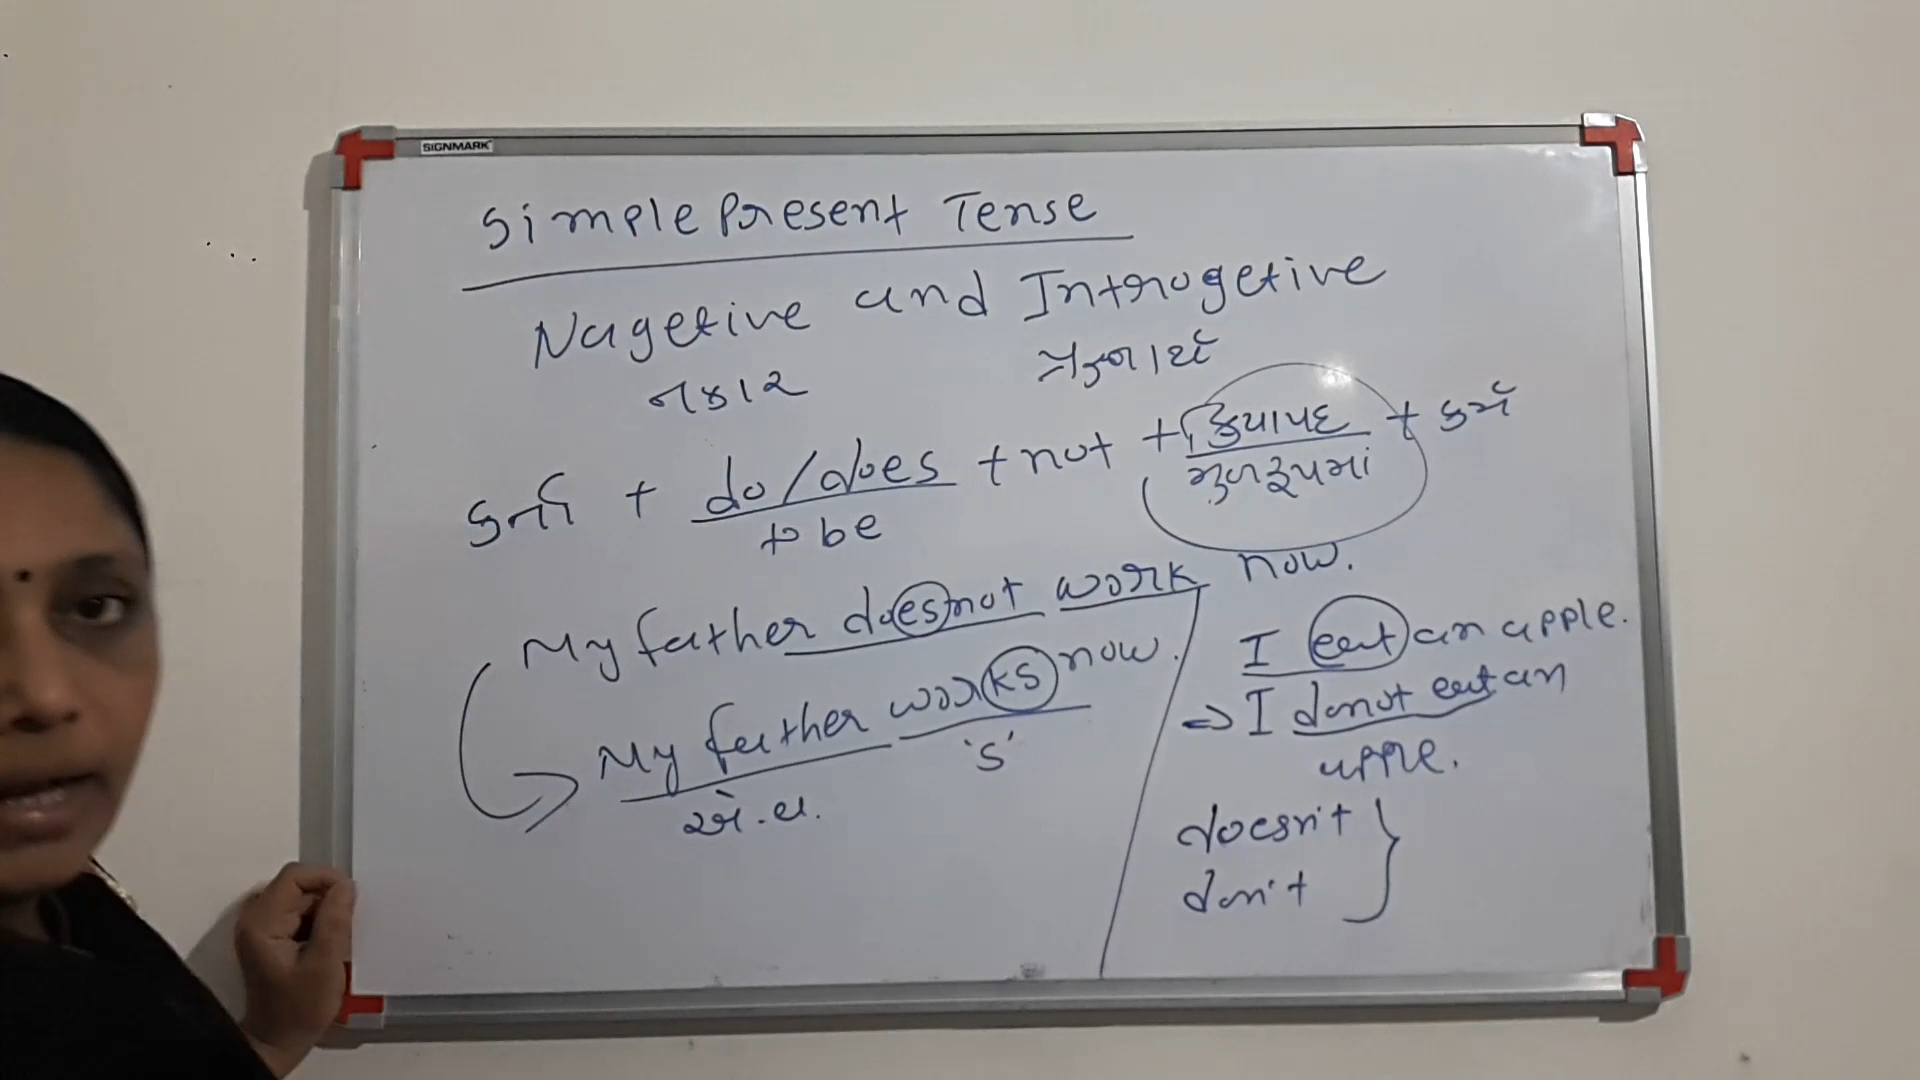 SIGNMARK
Simple Present Tense
Nagetive and Introgetive
નકાર પ્રશ્નાર્થ
કર્તા + do/does + not + ક્રિયાપદ + કર્મ
to be મુળરૂપમાં
My father does not work now.
My father works now.
એ.વ. 's'
I eat an apple.
⇒ I do not eat an
apple.
doesn't
don't